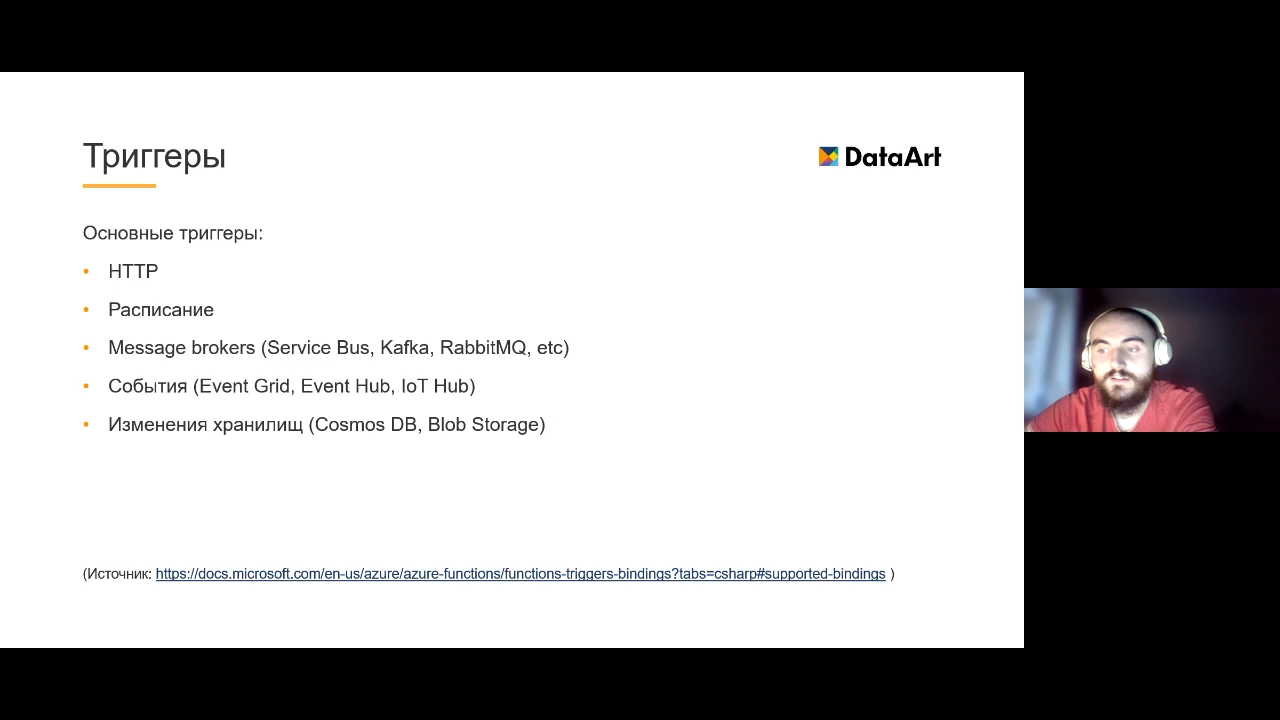 Триггеры
DataArt
Основные триггеры:
• HTTP
• Расписание
• Message brokers (Service Bus, Kafka, RabbitMQ, etc)
• События (Event Grid, Event Hub, IoT Hub)
• Изменения хранилищ (Cosmos DB, Blob Storage)
(Источник: https://docs.microsoft.com/en-us/azure/azure-functions/functions-triggers-bindings?tabs=csharp#supported-bindings )